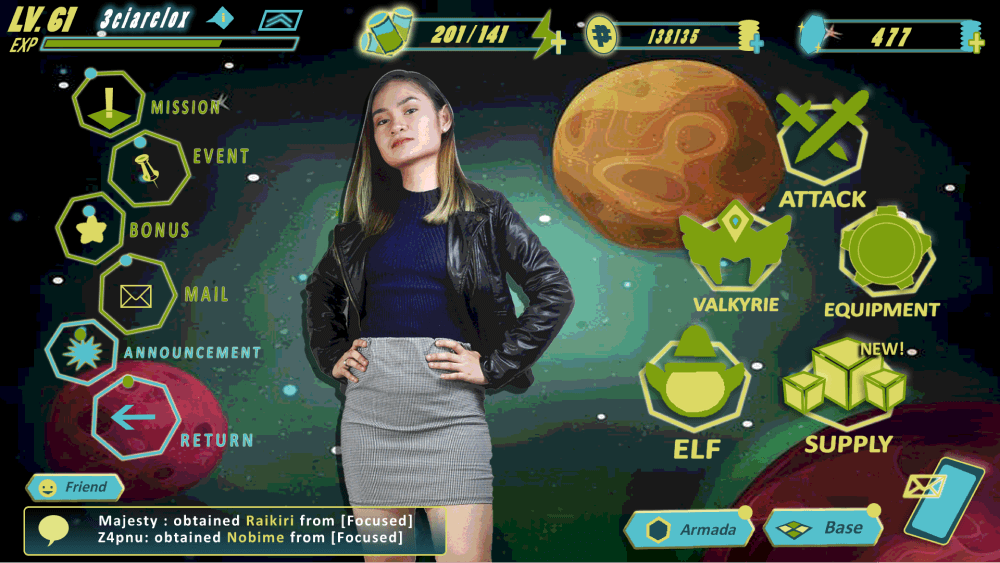 LV. 61 3ciarelox
EXP
201/141
138135
477
MISSION
EVENT
BONUS
MAIL
ANNOUNCEMENT
RETURN
ATTACK
VALKYRIE
EQUIPMENT
ELF
NEW!
SUPPLY
Friend
Majesty : obtained Raikiri from [Focused]
Z4pnu: obtained Nobime from [Focused]
Armada
Base